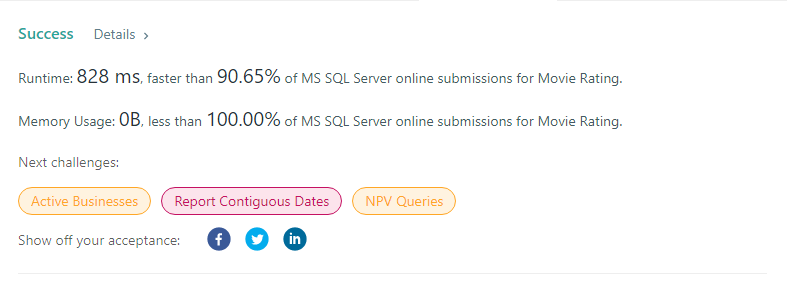 Success Details >
Runtime: 828 ms, faster than 90.65% of MS SQL Server online submissions for Movie Rating.
Memory Usage: 0B, less than 100.00% of MS SQL Server online submissions for Movie Rating.
Next challenges:
Active Businesses Report Contiguous Dates NPV Queries
Show off your acceptance: f in